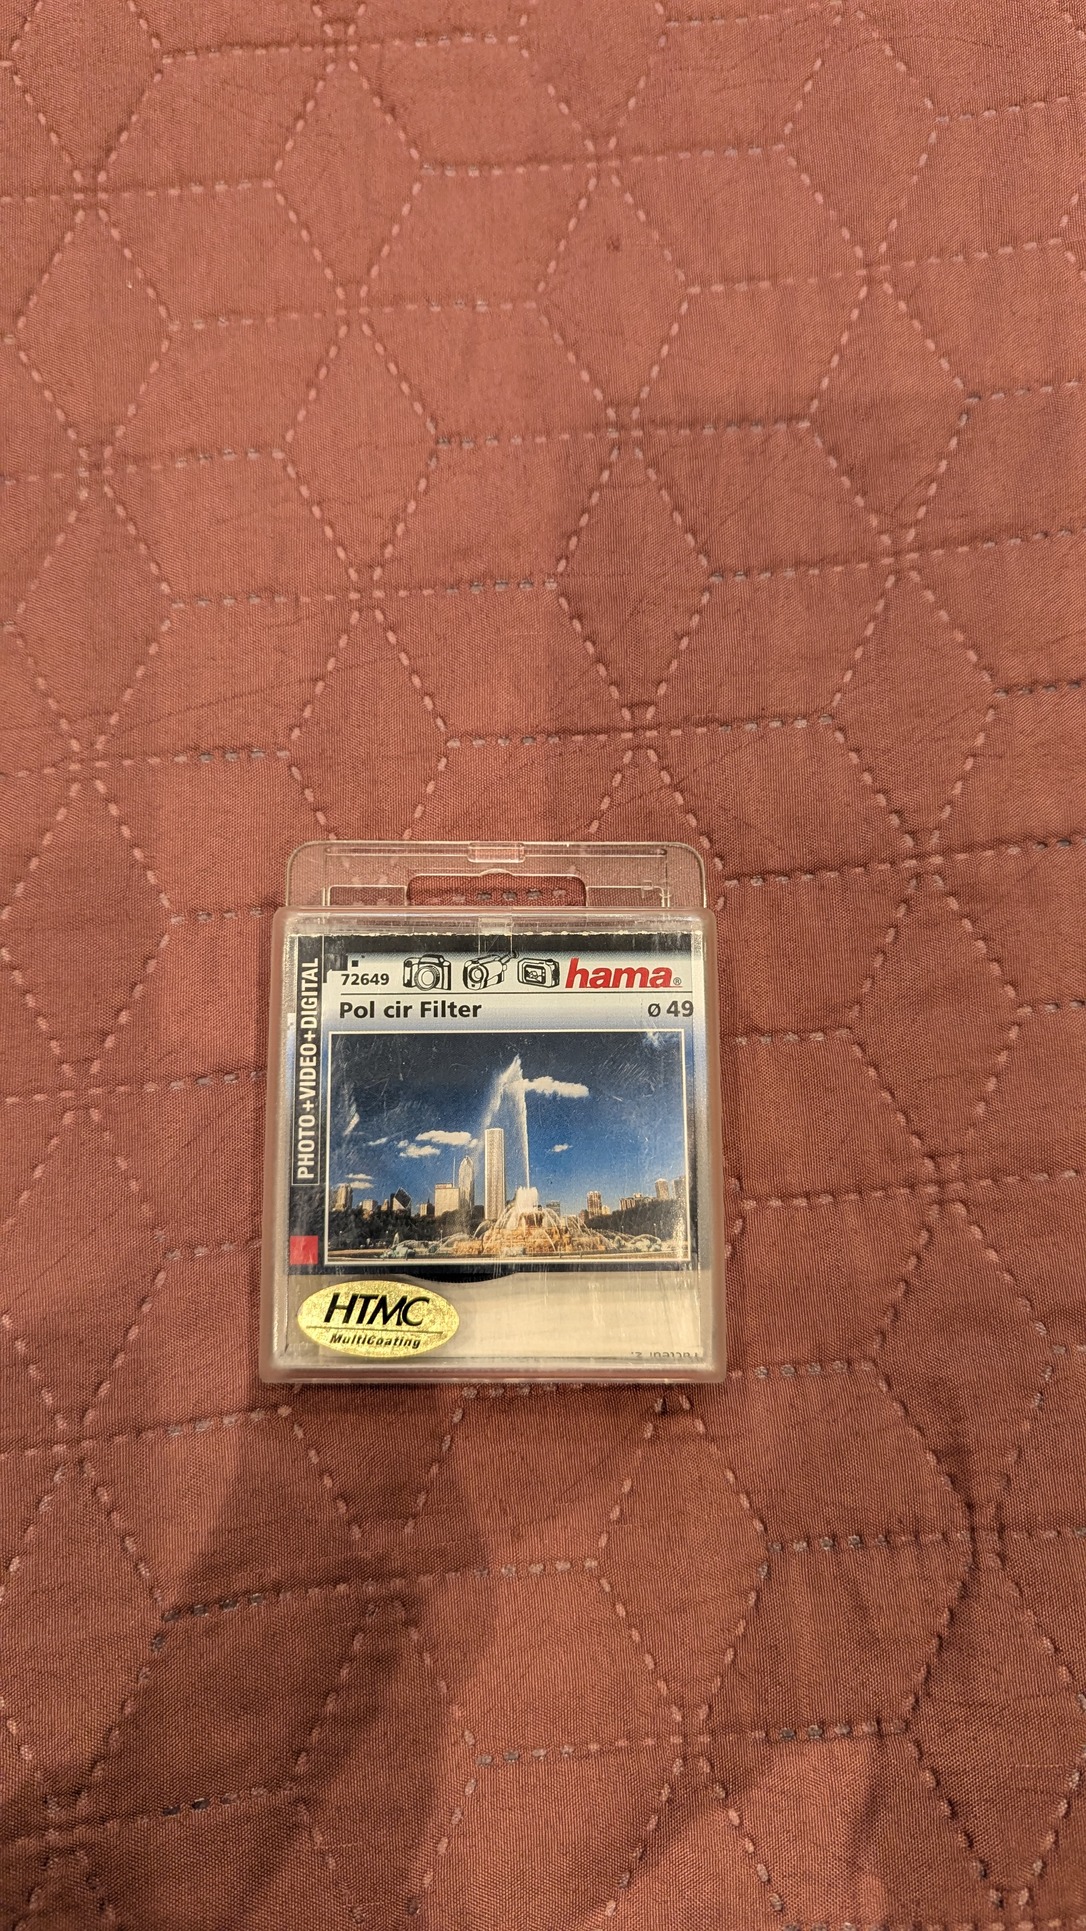 72649 hama®
Pol cir Filter ø 49
PHOTO+VIDEO+DIGITAL
HTMC
MultiCoating